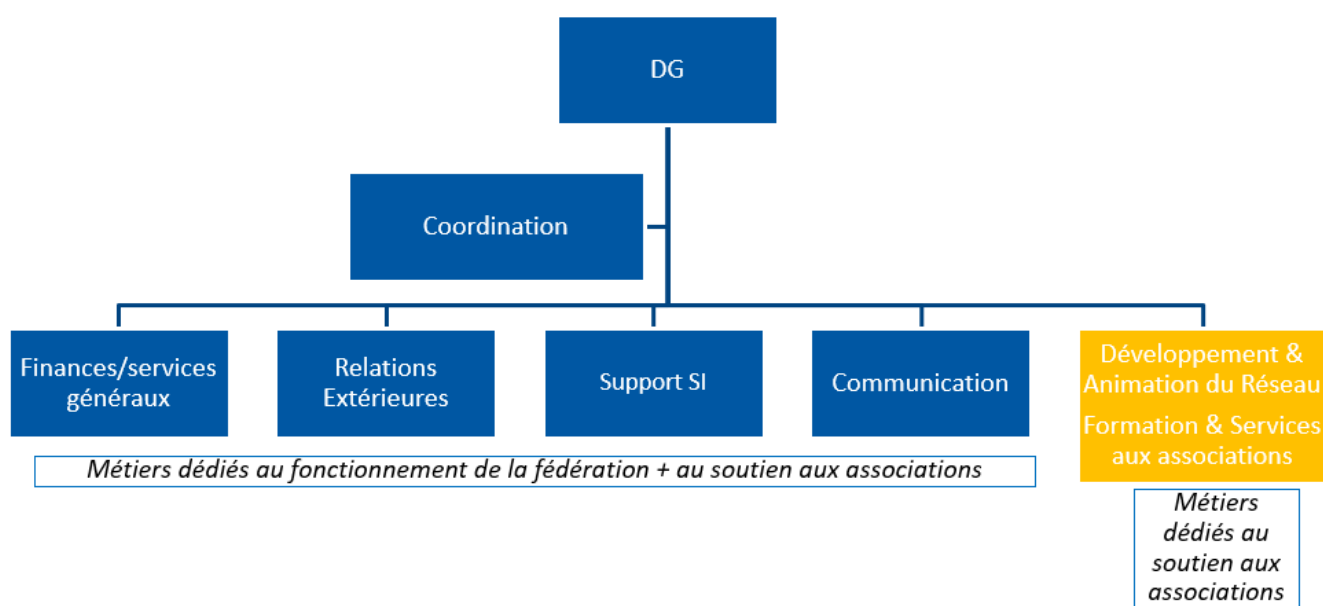 DG
Coordination
Finances/services
généraux
Relations
Extérieures
Support SI
Communication
Développement &
Animation du Réseau
Formation & Services
aux associations
Métiers dédiés au fonctionnement de la fédération + au soutien aux associations
Métiers
dédiés au
soutien aux
associations